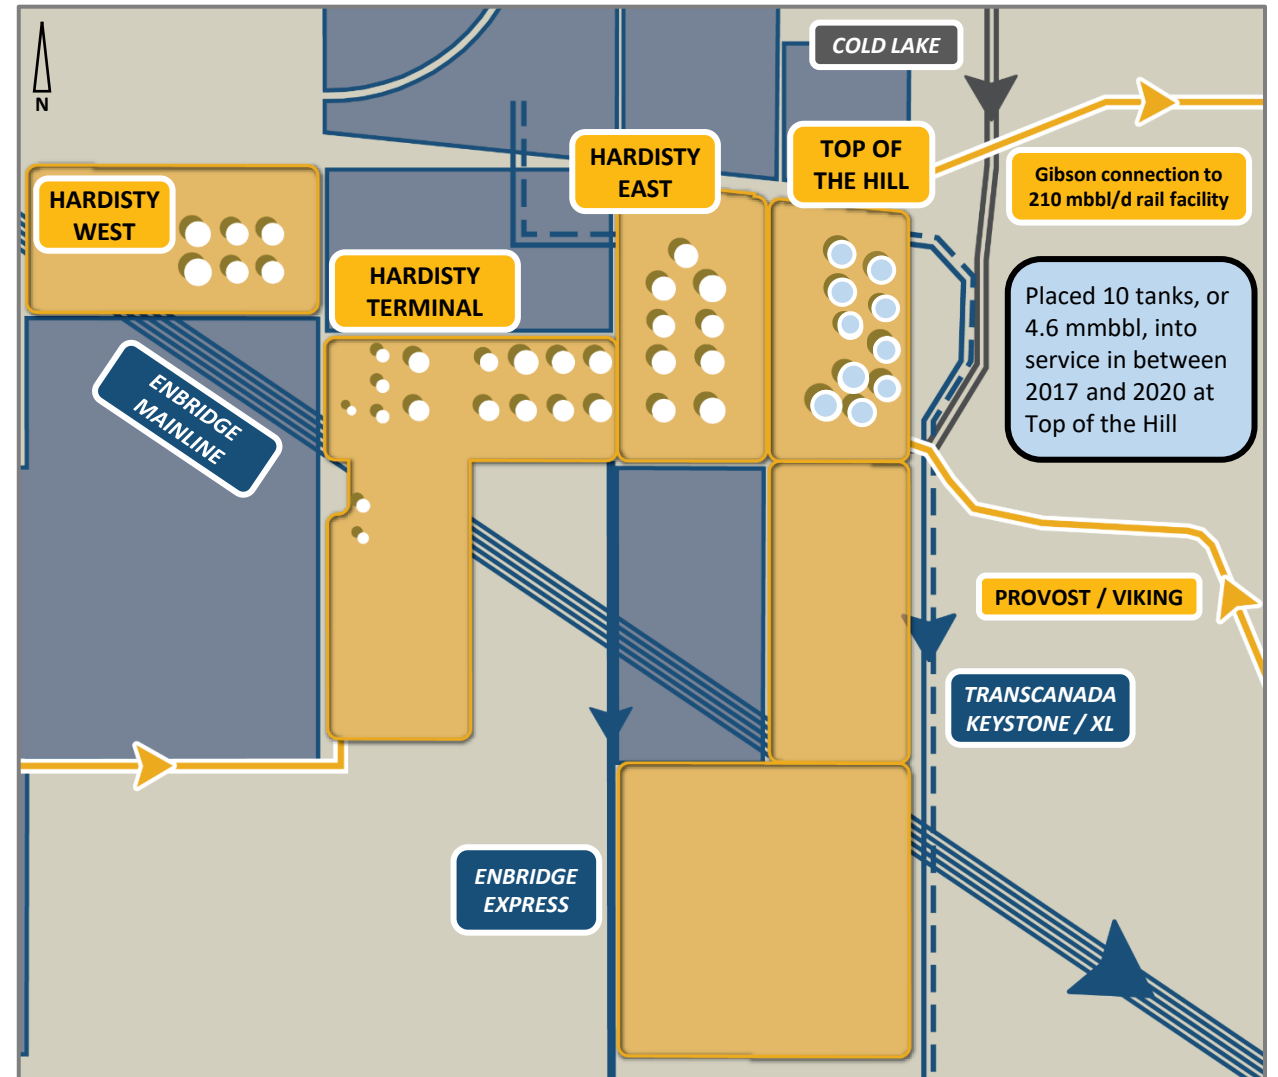 COLD LAKE
N
HARDISTY
EAST
TOP OF
THE HILL
Gibson connection to
210 mbbl/d rail facility
HARDISTY
WEST
HARDISTY
TERMINAL
Placed 10 tanks, or
4.6 mmbbl, into
service in between
2017 and 2020 at
Top of the Hill
ENBRIDGE
MAINLINE
PROVOST / VIKING
TRANSCANADA
KEYSTONE / XL
ENBRIDGE
EXPRESS